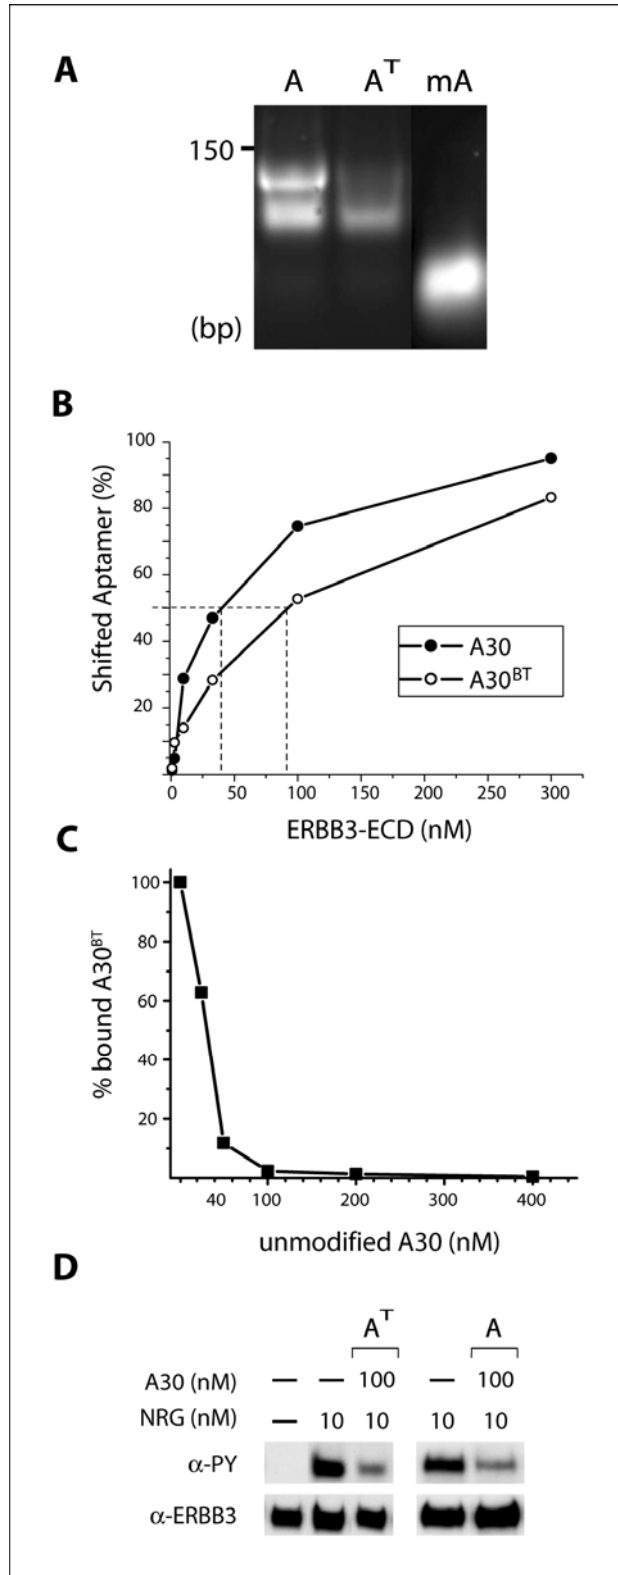 A
A A^T mA
150
(bp)
B
Shifted Aptamer (%)
100
80
60
40
20
A30
A30^BT
0 50 100 150 200 250 300
ERBB3-ECD (nM)
C
% bound A30^BT
100
80
60
40
20
40 100 200 300 400
unmodified A30 (nM)
D
A^T A
A30 (nM) — — 100 — 100
NRG (nM) — 10 10 10 10
α-PY
α-ERBB3